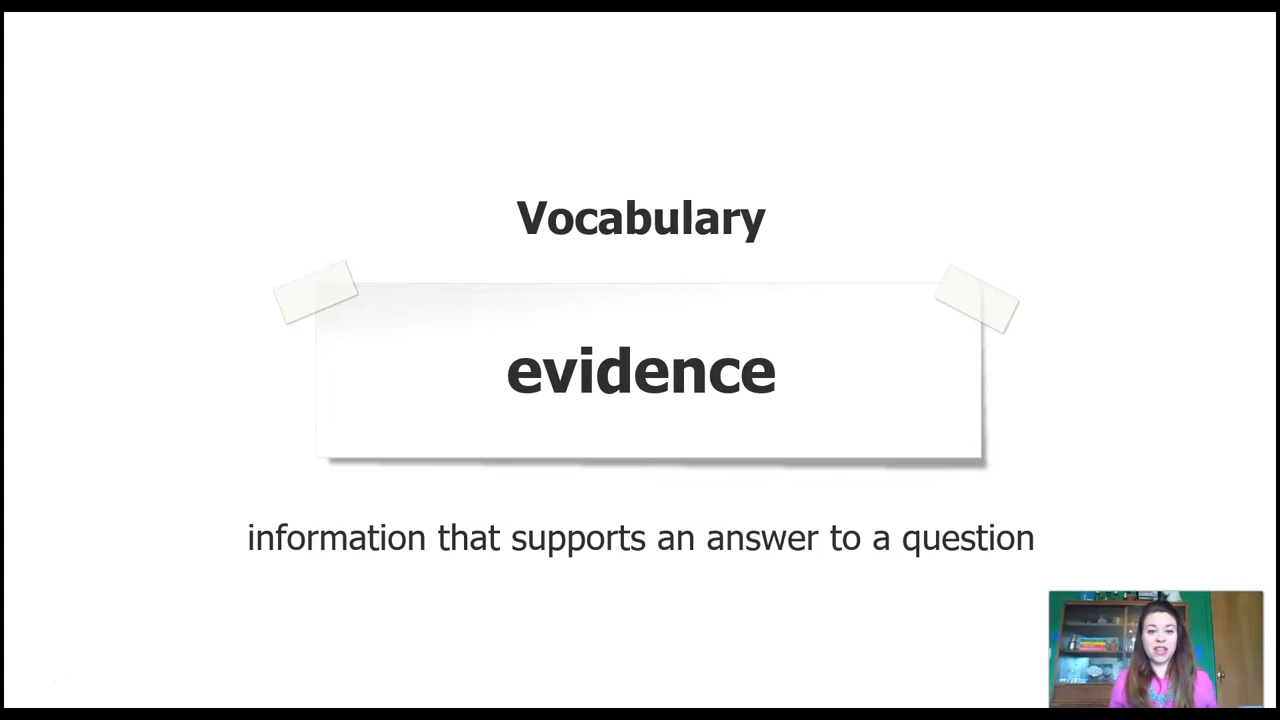 Vocabulary
evidence
information that supports an answer to a question